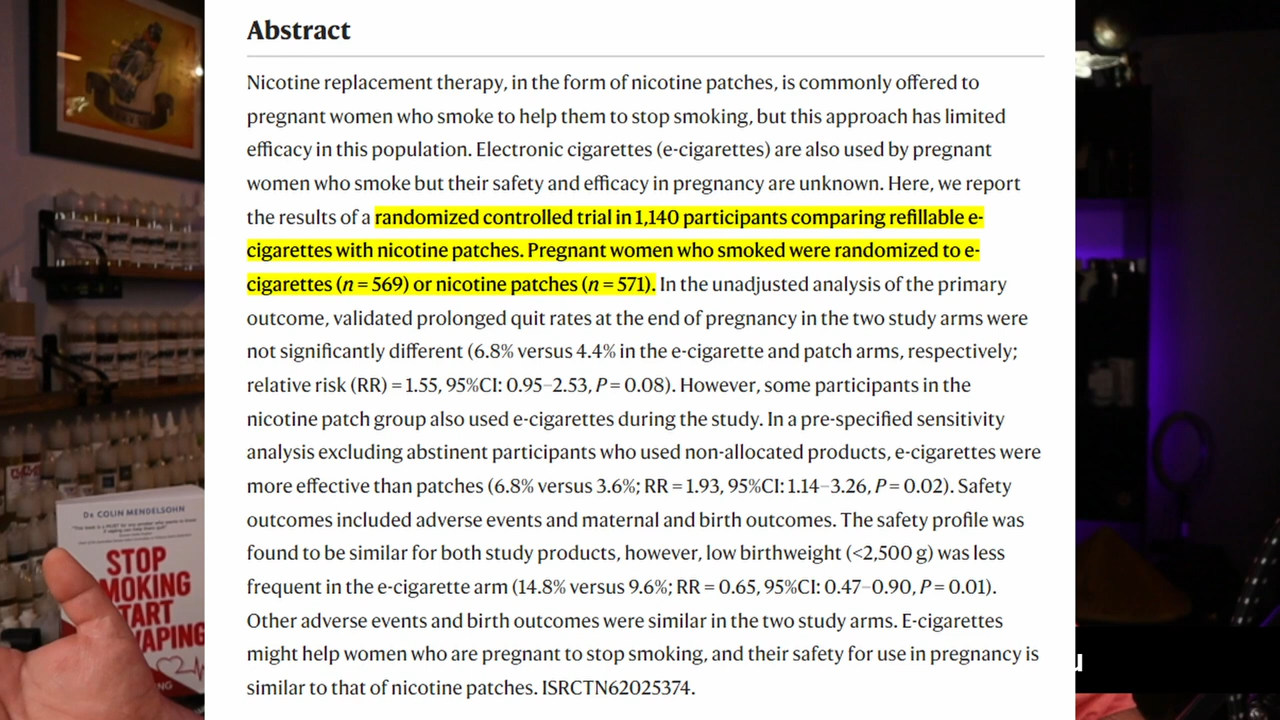 Abstract
Nicotine replacement therapy, in the form of nicotine patches, is commonly offered to
pregnant women who smoke to help them to stop smoking, but this approach has limited
efficacy in this population. Electronic cigarettes (e-cigarettes) are also used by pregnant
women who smoke but their safety and efficacy in pregnancy are unknown. Here, we report
the results of a randomized controlled trial in 1,140 participants comparing refillable e-
cigarettes with nicotine patches. Pregnant women who smoked were randomized to e-
cigarettes (n = 569) or nicotine patches (n = 571). In the unadjusted analysis of the primary
outcome, validated prolonged quit rates at the end of pregnancy in the two study arms were
not significantly different (6.8% versus 4.4% in the e-cigarette and patch arms, respectively;
relative risk (RR) = 1.55, 95%CI: 0.95–2.53, P = 0.08). However, some participants in the
nicotine patch group also used e-cigarettes during the study. In a pre-specified sensitivity
analysis excluding abstinent participants who used non-allocated products, e-cigarettes were
more effective than patches (6.8% versus 3.6%; RR = 1.93, 95%CI: 1.14–3.26, P = 0.02). Safety
outcomes included adverse events and maternal and birth outcomes. The safety profile was
found to be similar for both study products, however, low birthweight (<2,500 g) was less
frequent in the e-cigarette arm (14.8% versus 9.6%; RR = 0.65, 95%CI: 0.47–0.90, P = 0.01).
Other adverse events and birth outcomes were similar in the two study arms. E-cigarettes
might help women who are pregnant to stop smoking, and their safety for use in pregnancy is
similar to that of nicotine patches. ISRCTN62025374.
Dr COLIN MENDELSOHN
STOP
MOKING
TART
VAPING
u